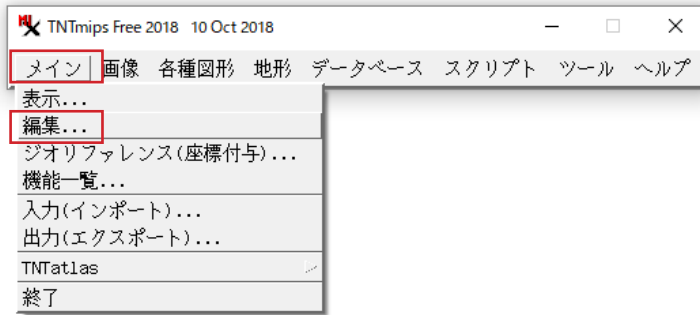 TNTmips Free 2018 10 Oct 2018
メイン 画像 各種図形 地形 データベース スクリプト ツール ヘルプ
表示...
編集...
ジオリファレンス(座標付与)...
機能一覧...
入力(インポート)...
出力(エクスポート)...
TNTatlas
終了